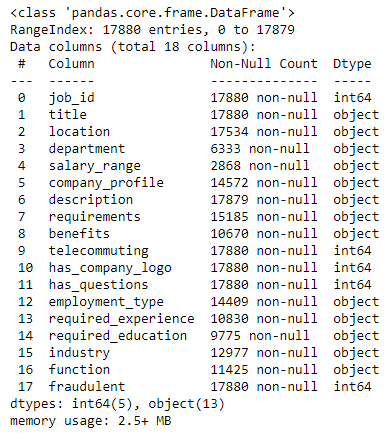 <class 'pandas.core.frame.DataFrame'>
RangeIndex: 17880 entries, 0 to 17879
Data columns (total 18 columns):
 #   Column               Non-Null Count  Dtype
---  ------               --------------  -----
 0   job_id               17880 non-null  int64
 1   title                17880 non-null  object
 2   location             17534 non-null  object
 3   department           6333 non-null   object
 4   salary_range         2868 non-null   object
 5   company_profile      14572 non-null  object
 6   description          17879 non-null  object
 7   requirements         15185 non-null  object
 8   benefits             10670 non-null  object
 9   telecommuting        17880 non-null  int64
 10  has_company_logo     17880 non-null  int64
 11  has_questions        17880 non-null  int64
 12  employment_type      14409 non-null  object
 13  required_experience  10830 non-null  object
 14  required_education   9775 non-null   object
 15  industry             12977 non-null  object
 16  function             11425 non-null  object
 17  fraudulent           17880 non-null  int64
dtypes: int64(5), object(13)
memory usage: 2.5+ MB